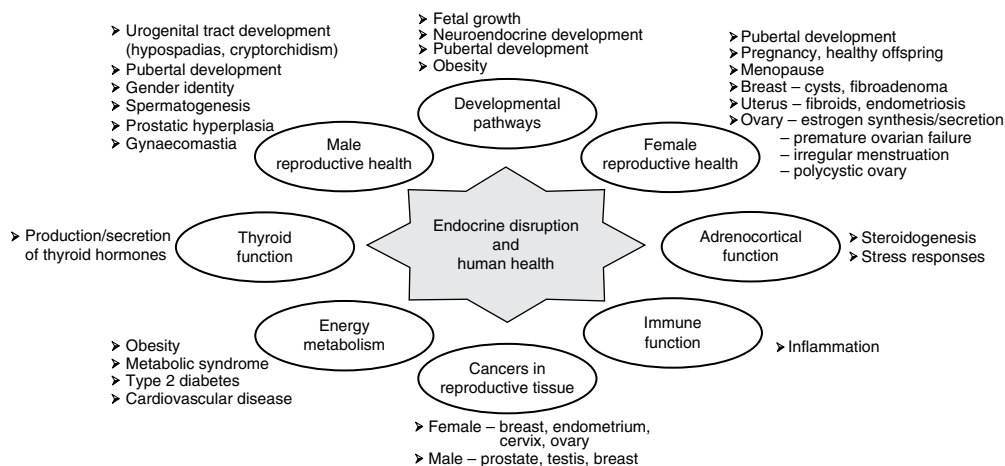 ➢ Urogenital tract development
(hypospadias, cryptorchidism)
➢ Pubertal development
➢ Gender identity
➢ Spermatogenesis
➢ Prostatic hyperplasia
➢ Gynaecomastia
➢ Fetal growth
➢ Neuroendocrine development
➢ Pubertal development
➢ Obesity
➢ Pubertal development
➢ Pregnancy, healthy offspring
➢ Menopause
➢ Breast – cysts, fibroadenoma
➢ Uterus – fibroids, endometriosis
➢ Ovary – estrogen synthesis/secretion
– premature ovarian failure
– irregular menstruation
– polycystic ovary
Developmental
pathways
Male
reproductive health
Female
reproductive health
➢ Production/secretion
of thyroid hormones
Thyroid
function
Endocrine disruption
and
human health
Adrenocortical
function
➢ Steroidogenesis
➢ Stress responses
Energy
metabolism
Immune
function
➢ Obesity
➢ Metabolic syndrome
➢ Type 2 diabetes
➢ Cardiovascular disease
➢ Inflammation
Cancers in
reproductive tissue
➢ Female – breast, endometrium,
cervix, ovary
➢ Male – prostate, testis, breast